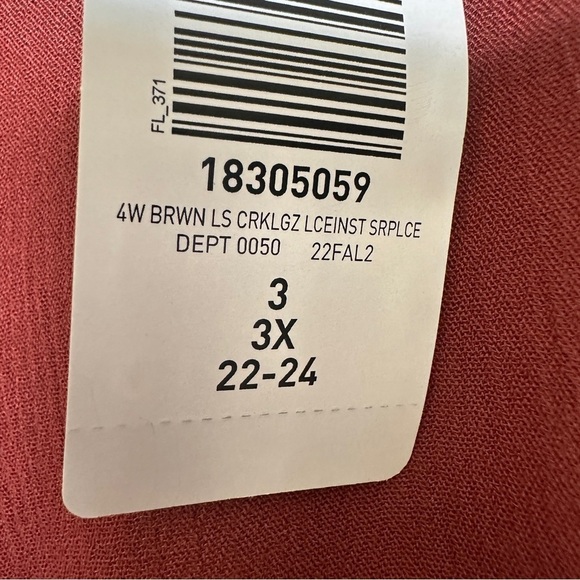 FL_371
18305059
4W BRWN LS CRKLGZ LCEINST SRPLCE
DEPT 0050 22FAL2
3
3X
22-24